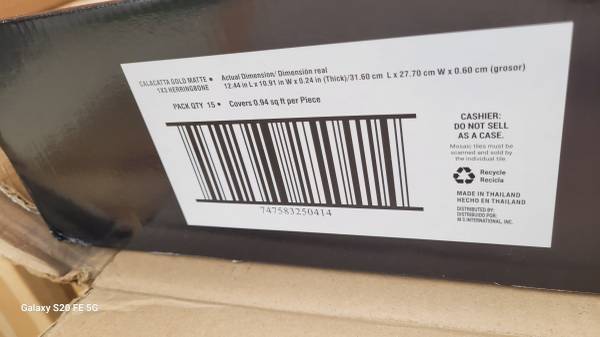 CALACATTA GOLD MATTE •
1X3 HERRINGBONE
Actual Dimension/ Dimensión real
12.44 in L x 10.91 in W x 0.24 in (Thick)/31.60 cm L x 27.70 cm W x 0.60 cm (grosor)
PACK QTY 15 • Covers 0.94 sq ft per Piece
747583250414
CASHIER:
DO NOT SELL
AS A CASE.
Mosaic tiles must be
scanned and sold by
the individual tile
Recycle
Recicla
MADE IN THAILAND
HECHO EN THAILAND
DISTRIBUTED BY:
DISTRIBUIDO POR:
M S INTERNATIONAL, INC.
Galaxy S20 FE 5G